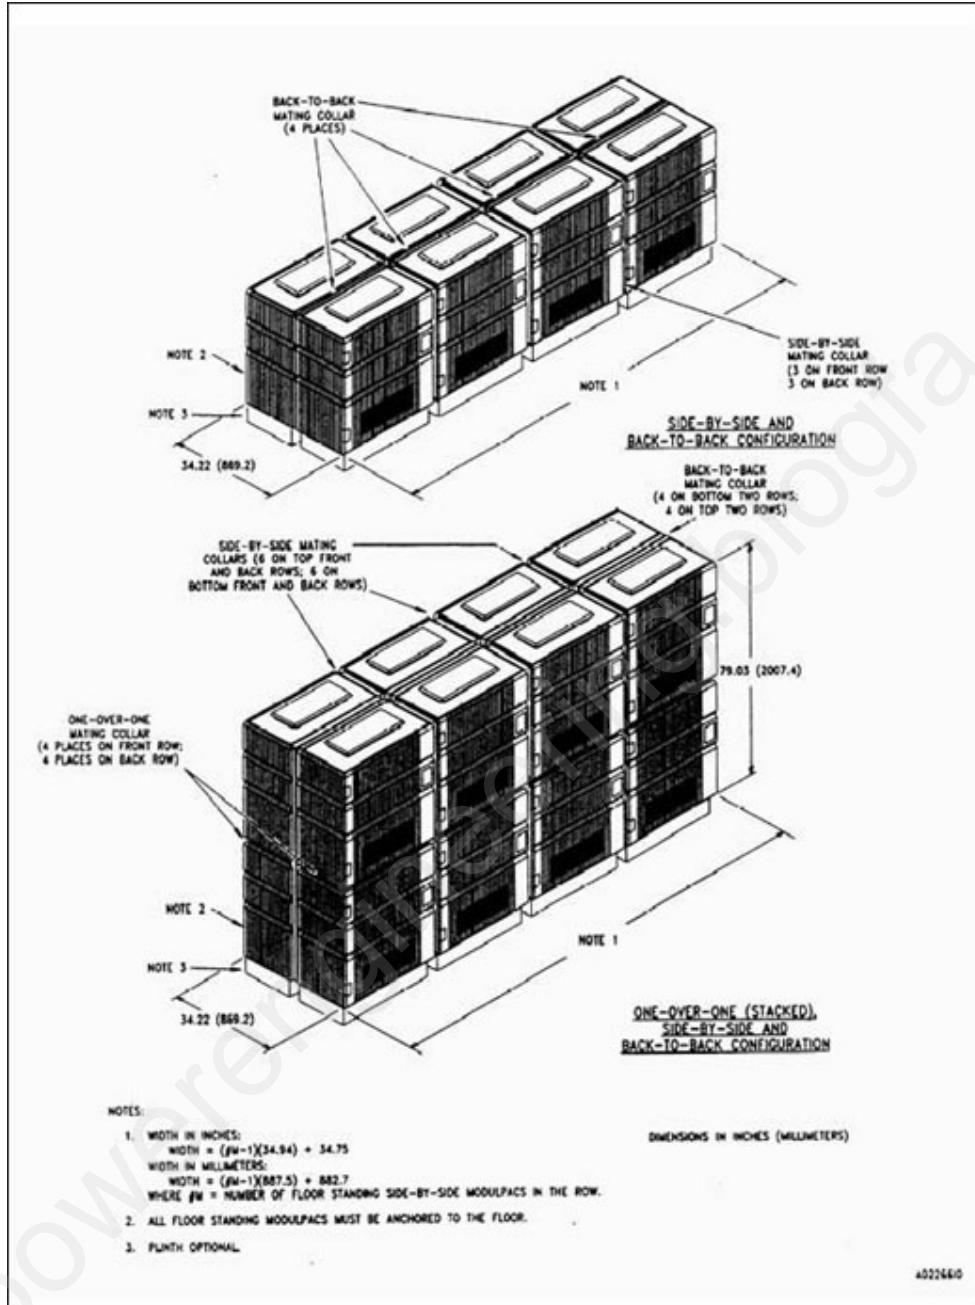 BACK-TO-BACK
MATING COLLAR
(4 PLACES)
NOTE 2
NOTE 3
34.22 (869.2)
NOTE 1
SIDE-BY-SIDE
MATING COLLAR
(3 ON FRONT ROW
3 ON BACK ROW)
SIDE-BY-SIDE AND
BACK-TO-BACK CONFIGURATION
BACK-TO-BACK
MATING COLLAR
(4 ON BOTTOM TWO ROWS;
4 ON TOP TWO ROWS)
SIDE-BY-SIDE MATING
COLLARS (6 ON TOP FRONT
AND BACK ROWS; 6 ON
BOTTOM FRONT AND BACK ROWS)
79.03 (2007.4)
ONE-OVER-ONE
MATING COLLAR
(4 PLACES ON FRONT ROW;
4 PLACES ON BACK ROW)
NOTE 2
NOTE 3
34.22 (869.2)
NOTE 1
ONE-OVER-ONE (STACKED),
SIDE-BY-SIDE AND
BACK-TO-BACK CONFIGURATION
NOTES:
1. WIDTH IN INCHES:
WIDTH = (#M-1)(34.94) + 34.75
WIDTH IN MILLIMETERS:
WIDTH = (#M-1)(887.5) + 882.7
WHERE #M = NUMBER OF FLOOR STANDING SIDE-BY-SIDE MODULPACS IN THE ROW.
2. ALL FLOOR STANDING MODULPACS MUST BE ANCHORED TO THE FLOOR.
3. PLINTH OPTIONAL.
DIMENSIONS IN INCHES (MILLIMETERS)